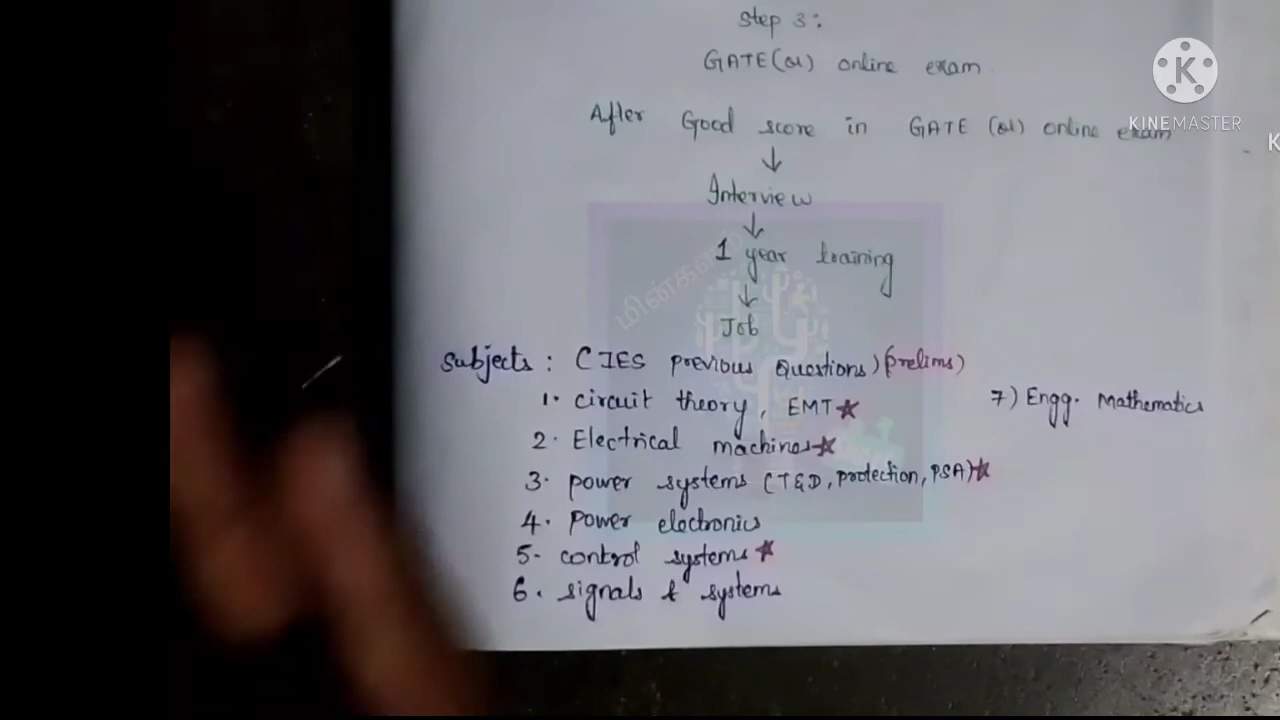 Step 3:
GATE (or) online exam
After Good score in GATE (or) online exam
↓
Interview
↓
1 year training
↓
Job
Subjects : (IES previous Questions) (prelims)
1. circuit theory, EMT ★
2. Electrical machines ★
3. power systems (T&D, protection, PSA) ★
4. Power electronics
5. control systems ★
6. signals & systems
7) Engg. Mathematics
K
KINEMASTER
K